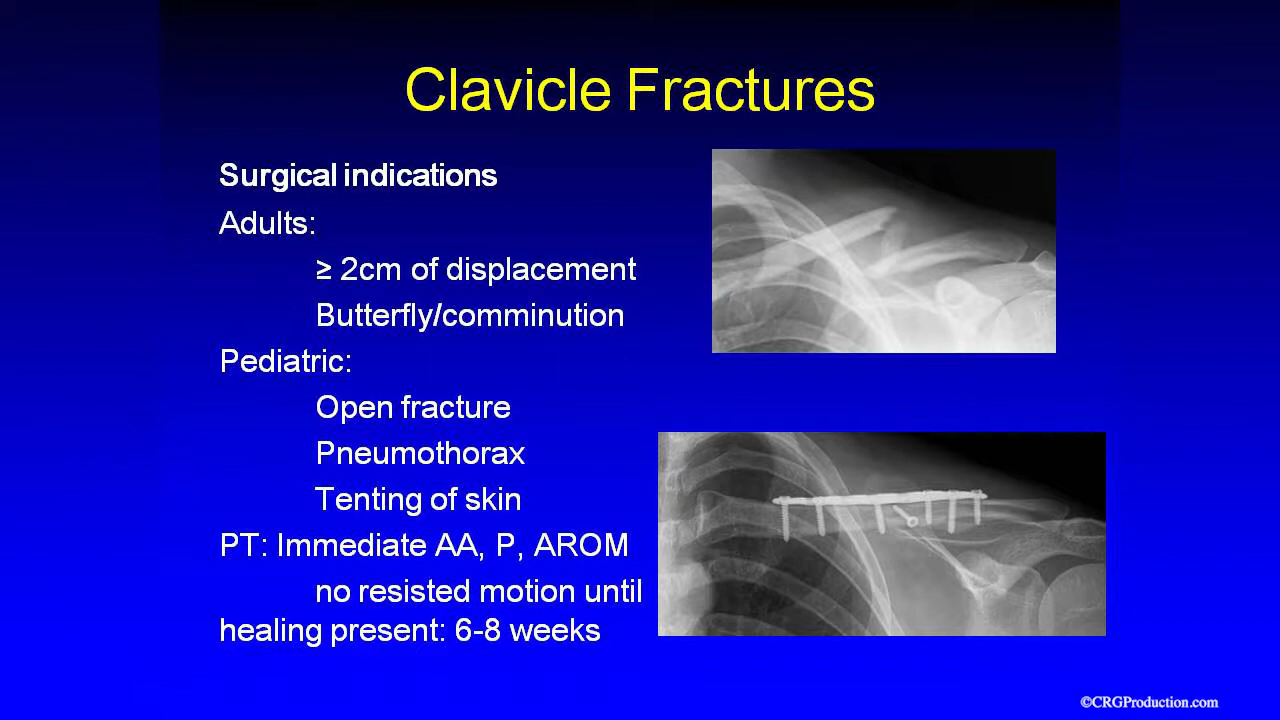 Clavicle Fractures
Surgical indications
Adults:
≥ 2cm of displacement
Butterfly/comminution
Pediatric:
Open fracture
Pneumothorax
Tenting of skin
PT: Immediate AA, P, AROM
no resisted motion until
healing present: 6-8 weeks
©CRGProduction.com